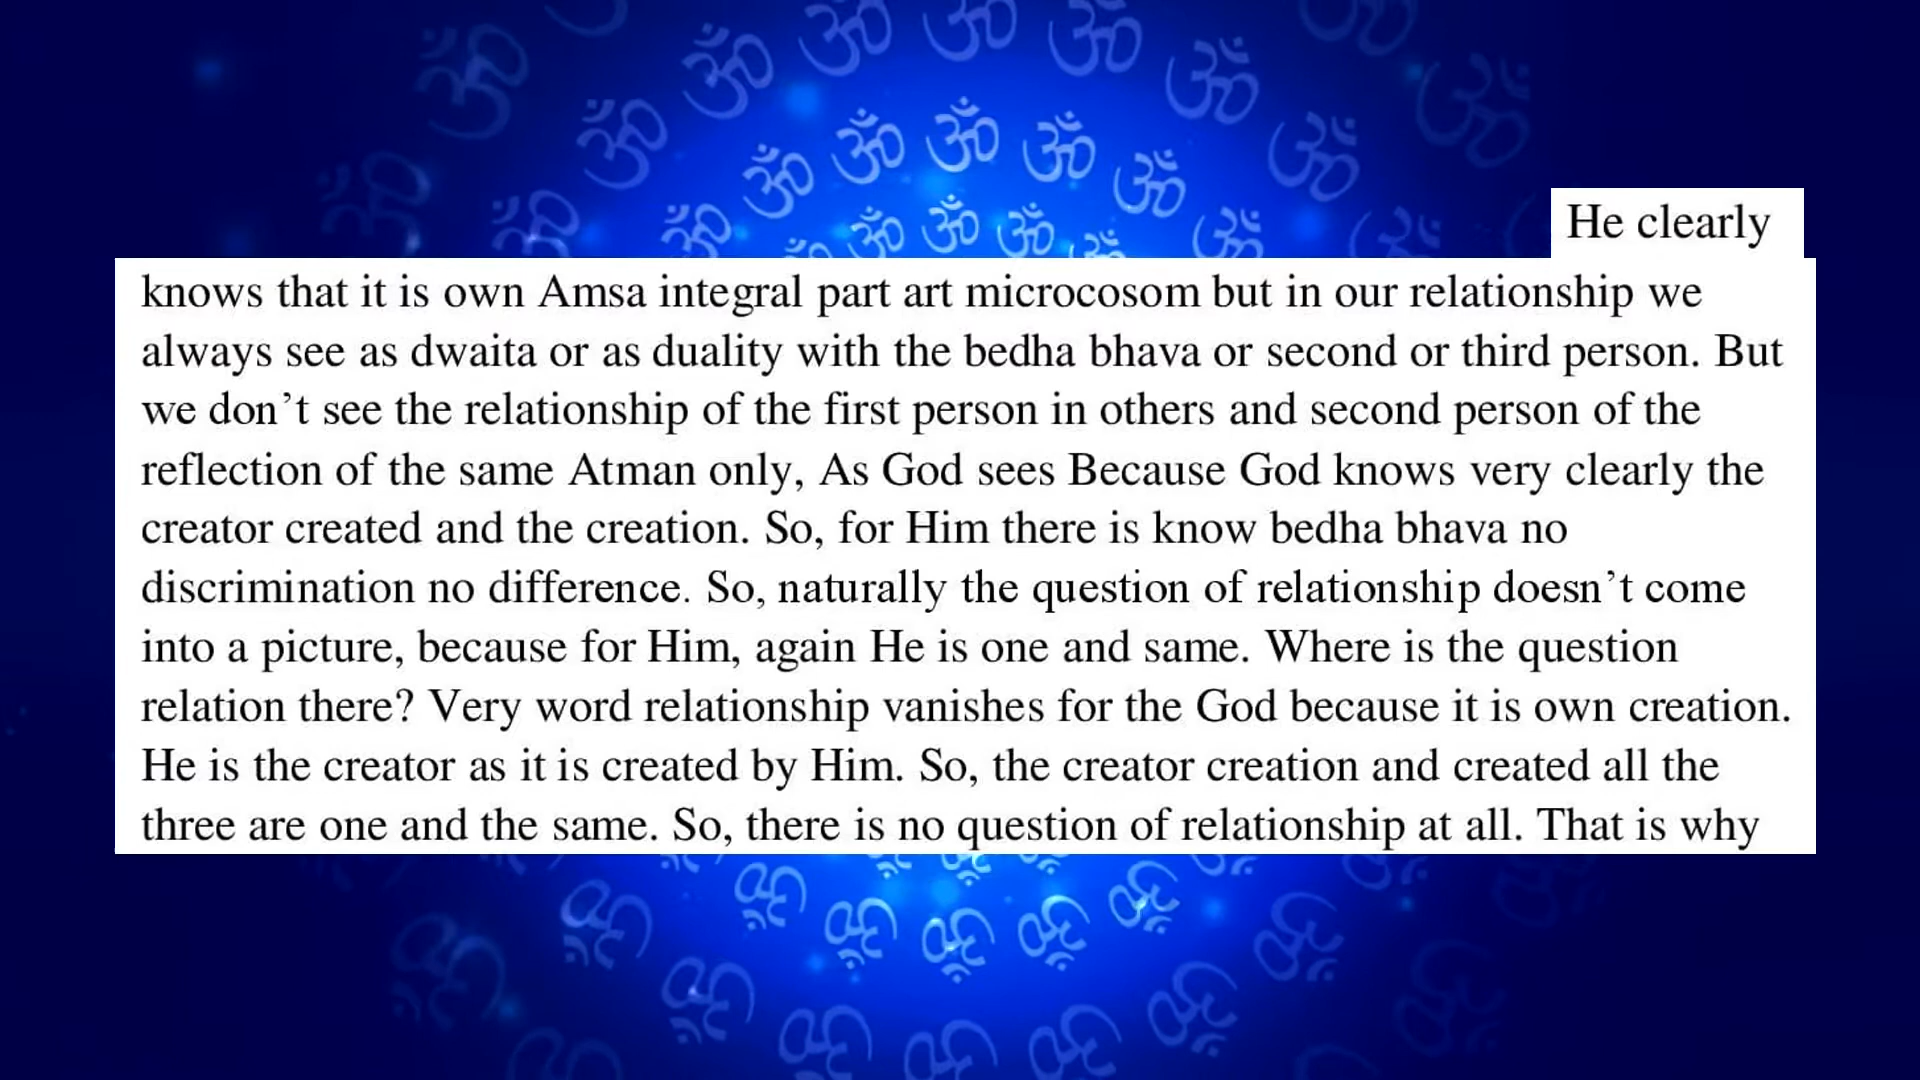 He clearly
knows that it is own Amsa integral part art microcosom but in our relationship we
always see as dwaita or as duality with the bedha bhava or second or third person. But
we don’t see the relationship of the first person in others and second person of the
reflection of the same Atman only, As God sees Because God knows very clearly the
creator created and the creation. So, for Him there is know bedha bhava no
discrimination no difference. So, naturally the question of relationship doesn’t come
into a picture, because for Him, again He is one and same. Where is the question
relation there? Very word relationship vanishes for the God because it is own creation.
He is the creator as it is created by Him. So, the creator creation and created all the
three are one and the same. So, there is no question of relationship at all. That is why